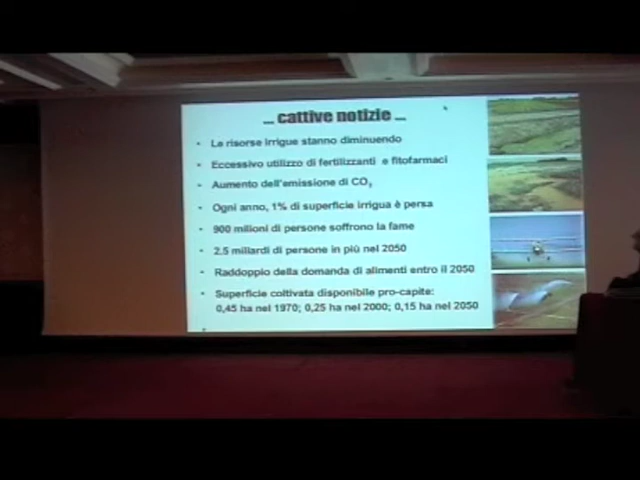 ... cattive notizie ...
• Le risorse irrigue stanno diminuendo
• Eccessivo utilizzo di fertilizzanti e fitofarmaci
• Aumento dell'emissione di CO₂
• Ogni anno, 1% di superficie irrigua è persa
• 900 milioni di persone soffrono la fame
• 2,5 miliardi di persone in più nel 2050
• Raddoppio della domanda di alimenti entro il 2050
• Superficie coltivata disponibile pro-capite:
0,45 ha nel 1970; 0,25 ha nel 2000; 0,15 ha nel 2050